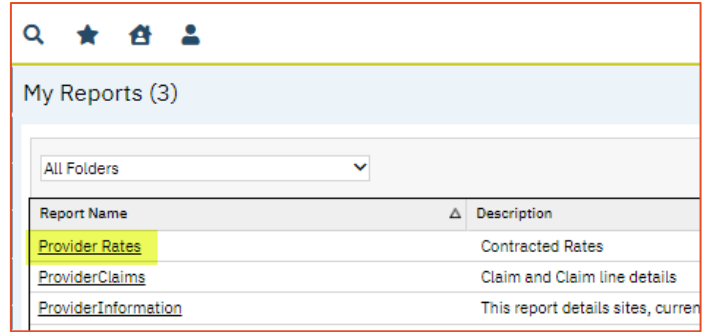 My Reports (3)
All Folders
Report Name Description
Provider Rates Contracted Rates
ProviderClaims Claim and Claim line details
ProviderInformation This report details sites, curren